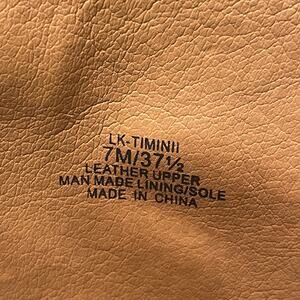 LK-TIMINII
7M/37½
LEATHER UPPER
MAN MADE LINING/SOLE
MADE IN CHINA